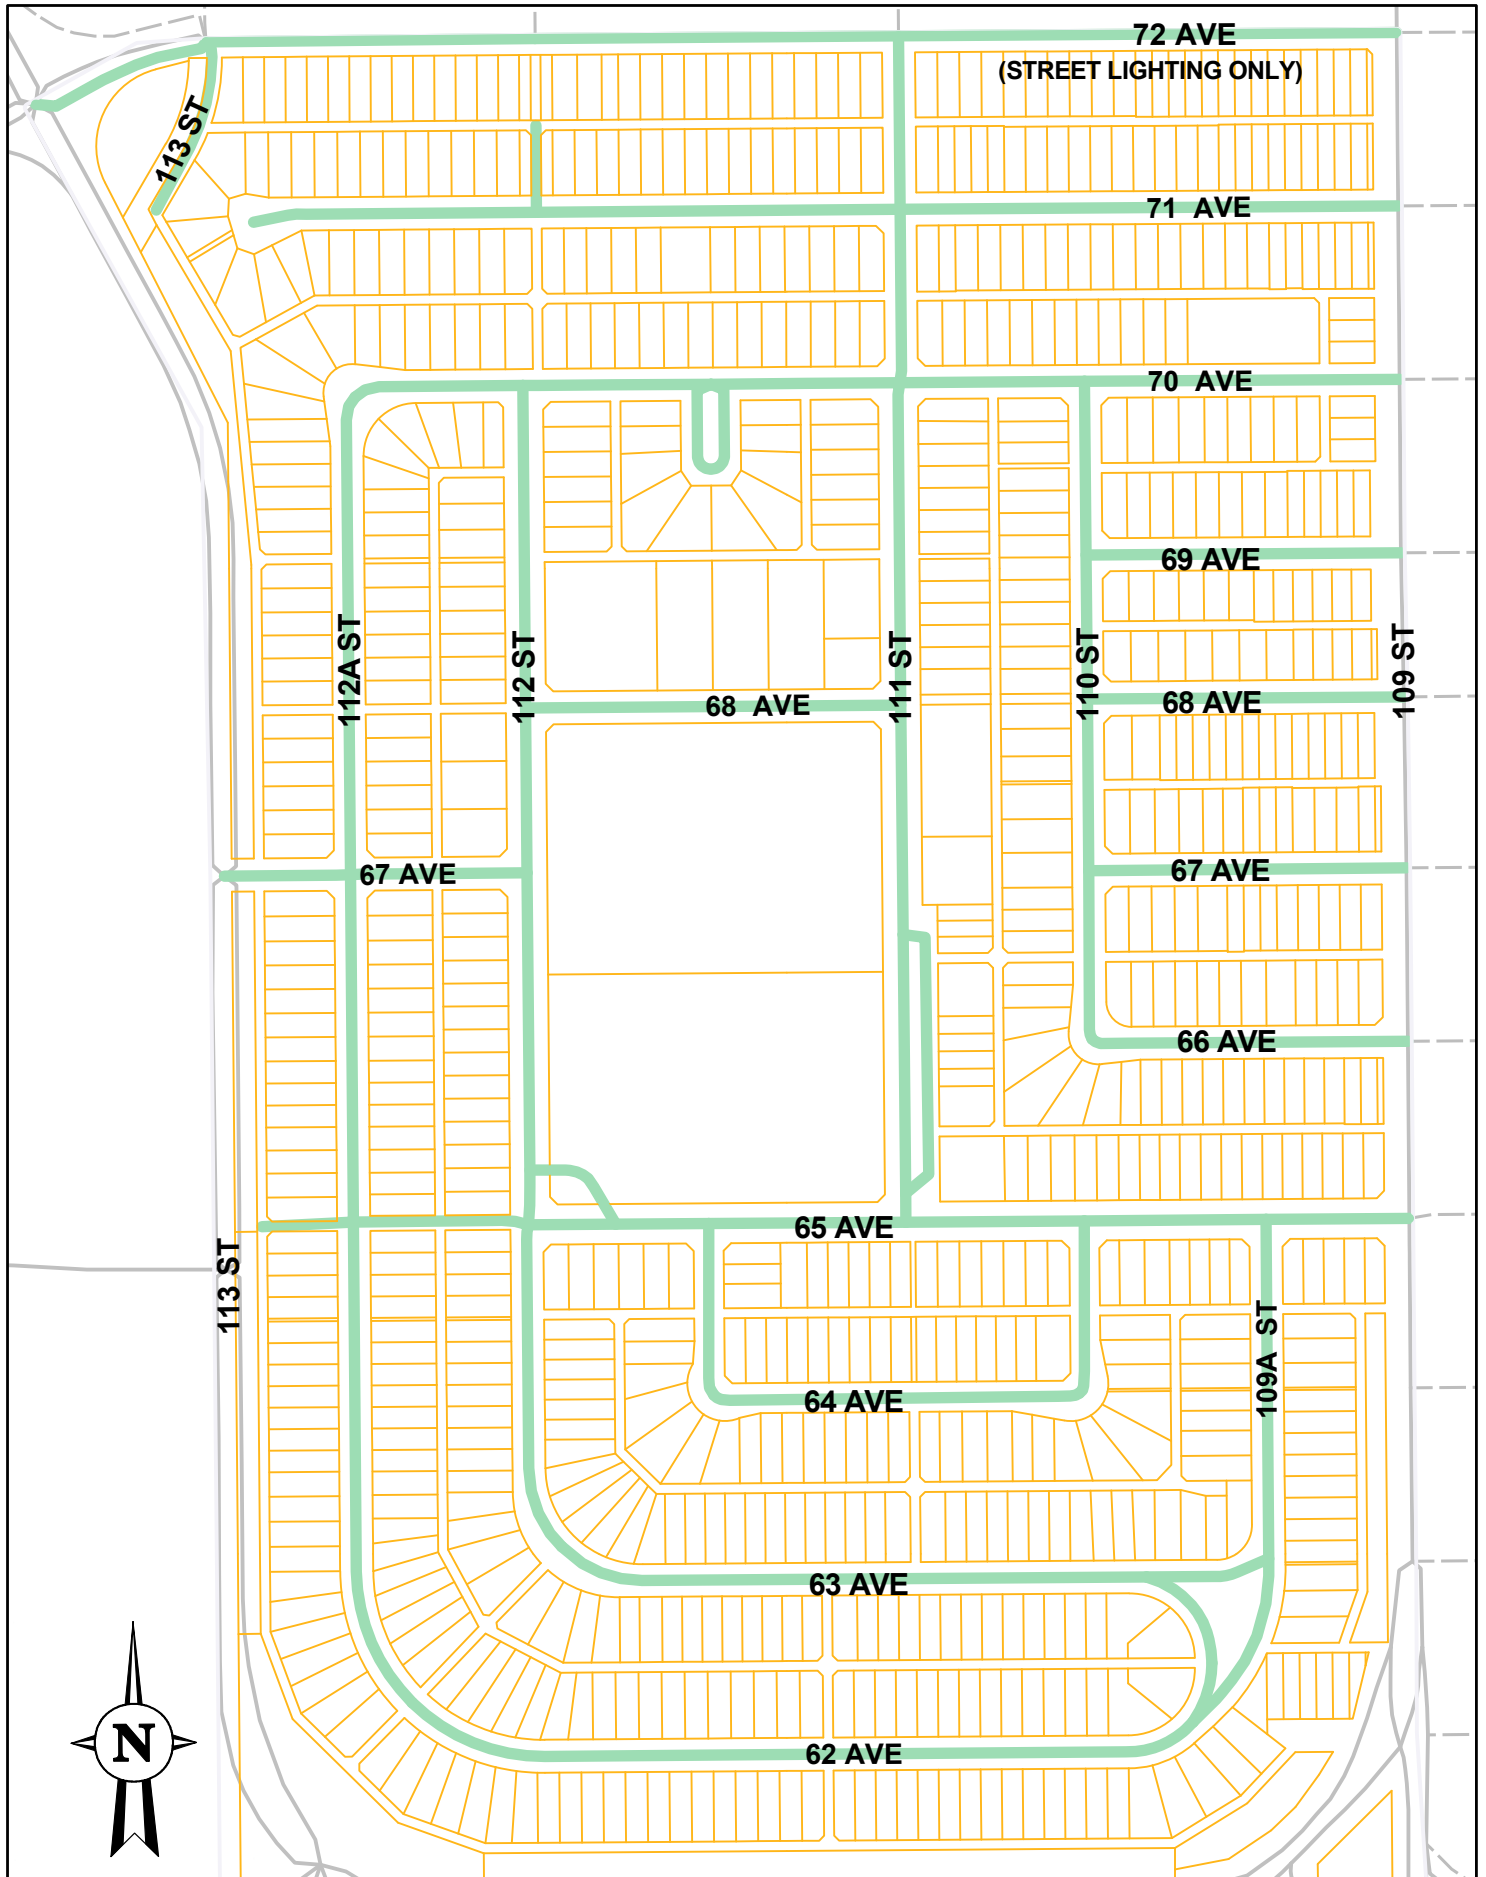 72 AVE
(STREET LIGHTING ONLY)
113 ST
71 AVE
70 AVE
69 AVE
112A ST
112 ST
111 ST
110 ST
109 ST
68 AVE
68 AVE
67 AVE
67 AVE
66 AVE
65 AVE
113 ST
109A ST
64 AVE
63 AVE
62 AVE
N